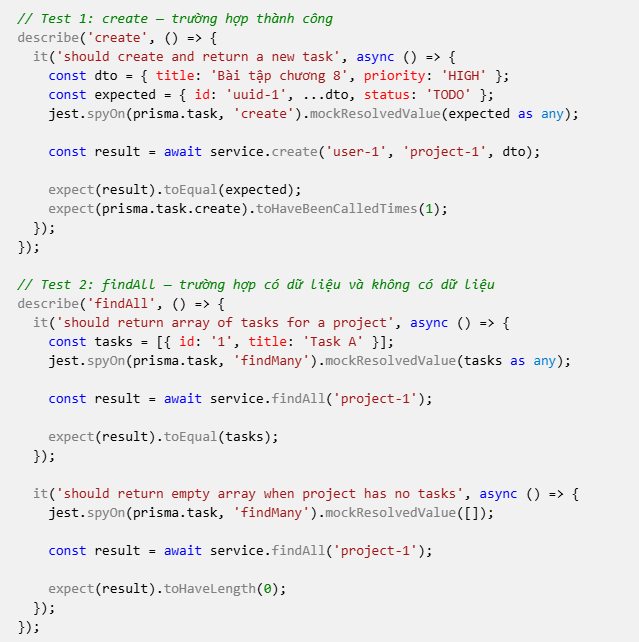 // Test 1: create — trường hợp thành công
describe('create', () => {
  it('should create and return a new task', async () => {
    const dto = { title: 'Bài tập chương 8', priority: 'HIGH' };
    const expected = { id: 'uuid-1', ...dto, status: 'TODO' };
    jest.spyOn(prisma.task, 'create').mockResolvedValue(expected as any);

    const result = await service.create('user-1', 'project-1', dto);

    expect(result).toEqual(expected);
    expect(prisma.task.create).toHaveBeenCalledTimes(1);
  });
});

// Test 2: findAll — trường hợp có dữ liệu và không có dữ liệu
describe('findAll', () => {
  it('should return array of tasks for a project', async () => {
    const tasks = [{ id: '1', title: 'Task A' }];
    jest.spyOn(prisma.task, 'findMany').mockResolvedValue(tasks as any);

    const result = await service.findAll('project-1');

    expect(result).toEqual(tasks);
  });

  it('should return empty array when project has no tasks', async () => {
    jest.spyOn(prisma.task, 'findMany').mockResolvedValue([]);

    const result = await service.findAll('project-1');

    expect(result).toHaveLength(0);
  });
});